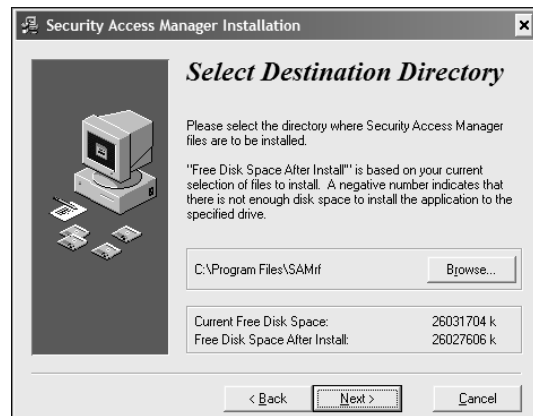 Security Access Manager Installation
Select Destination Directory
Please select the directory where Security Access Manager
files are to be installed.
"Free Disk Space After Install"' is based on your current
selection of files to install. A negative number indicates that
there is not enough disk space to install the application to the
specified drive.
C:\Program Files\SAMrf
Browse...
Current Free Disk Space: 26031704 k
Free Disk Space After Install: 26027606 k
< Back Next > Cancel